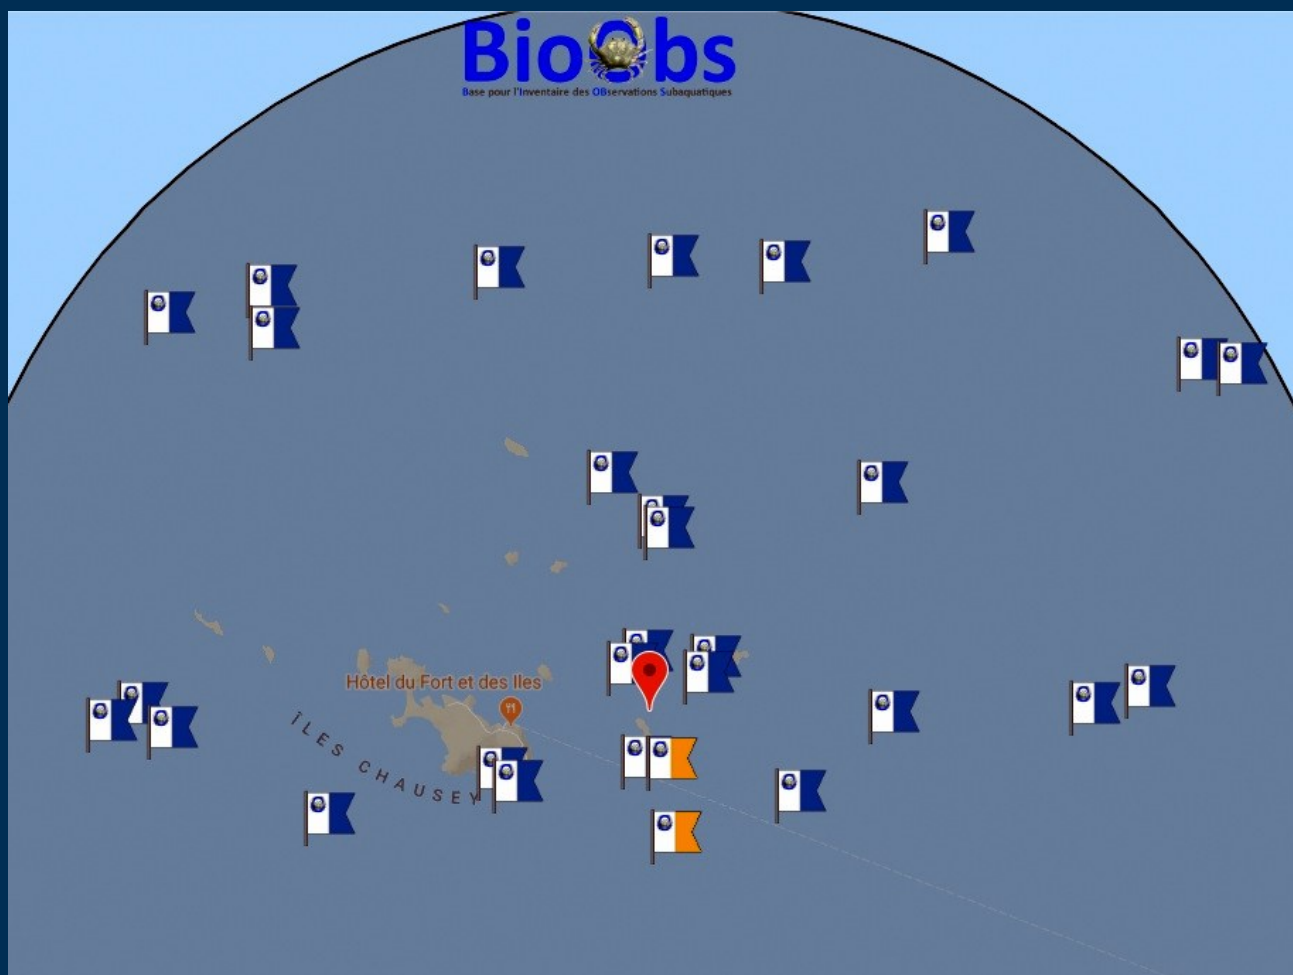 BioObs
Base pour l'Inventaire des OBservations Subaquatiques
Hôtel du Fort et des Iles
ÎLES CHAUSEY